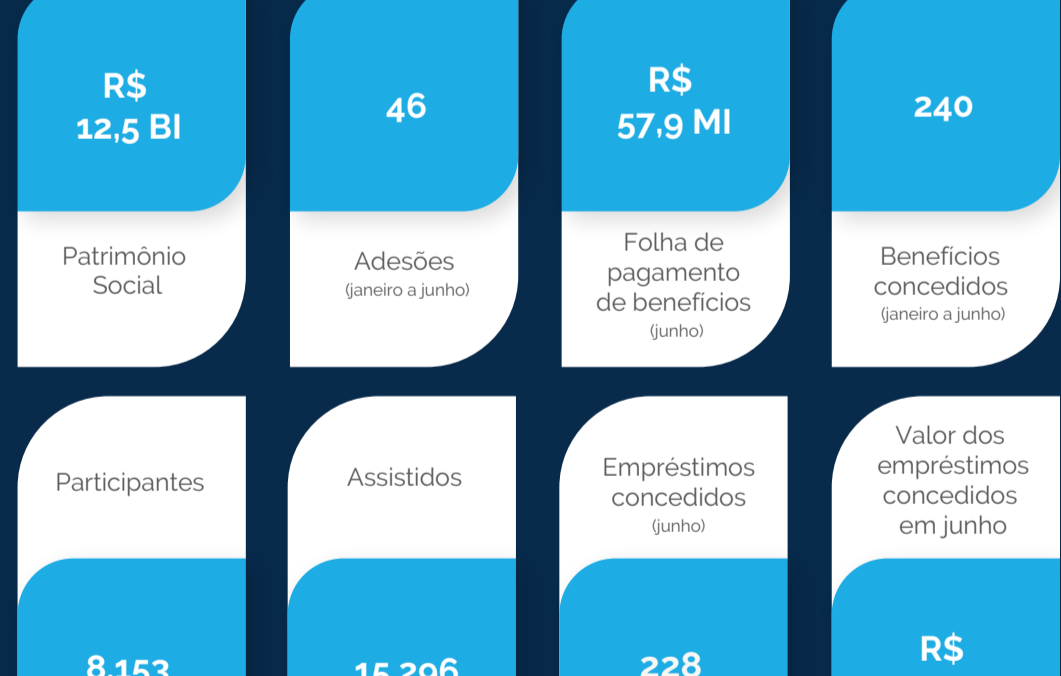 R$
12,5 BI
Patrimônio
Social
46
Adesões
(janeiro a junho)
R$
57,9 MI
Folha de
pagamento
de benefícios
(junho)
240
Benefícios
concedidos
(janeiro a junho)
Participantes
8.153
Assistidos
15.296
Empréstimos
concedidos
(junho)
228
Valor dos
empréstimos
concedidos
em junho
R$